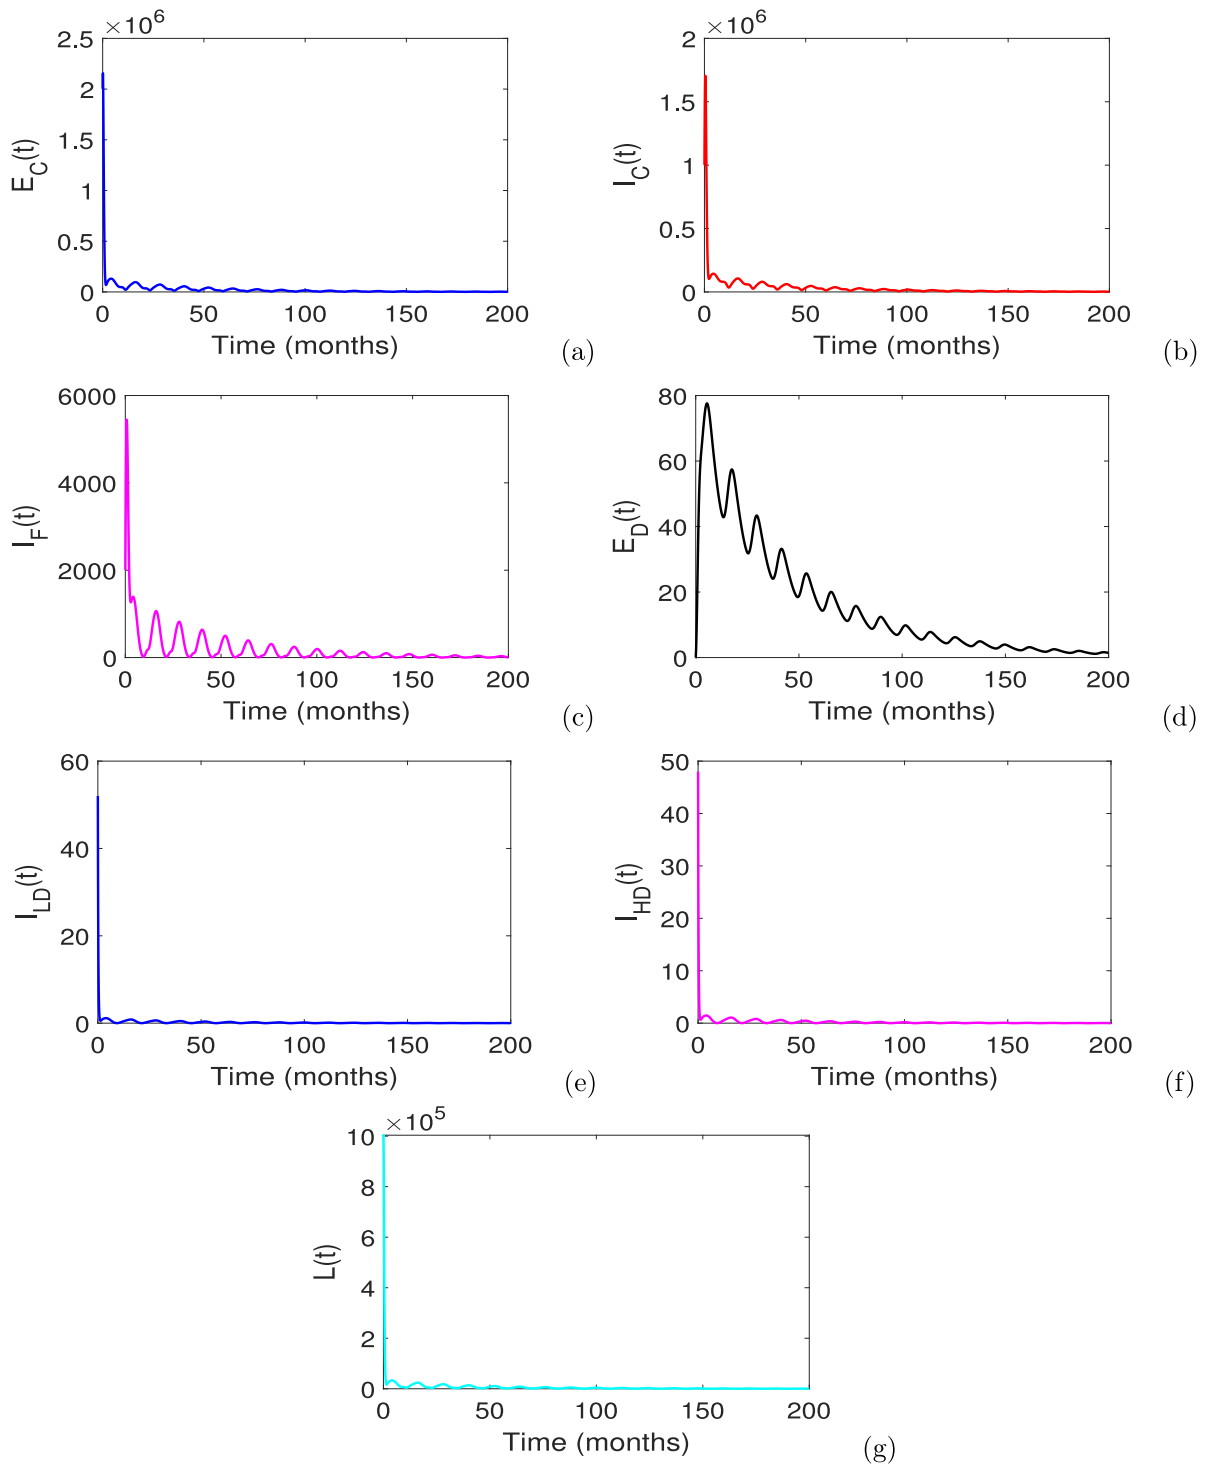 ×10^6
2.5
2
1.5
1
0.5
0
0 50 100 150 200
E_C(t)
Time (months)
(a)
×10^6
2
1.5
1
0.5
0
0 50 100 150 200
I_C(t)
Time (months)
(b)
6000
4000
2000
0
0 50 100 150 200
I_F(t)
Time (months)
(c)
80
60
40
20
0
0 50 100 150 200
E_D(t)
Time (months)
(d)
60
40
20
0
0 50 100 150 200
I_LD(t)
Time (months)
(e)
50
40
30
20
10
0
0 50 100 150 200
I_HD(t)
Time (months)
(f)
×10^5
10
8
6
4
2
0
0 50 100 150 200
L(t)
Time (months)
(g)